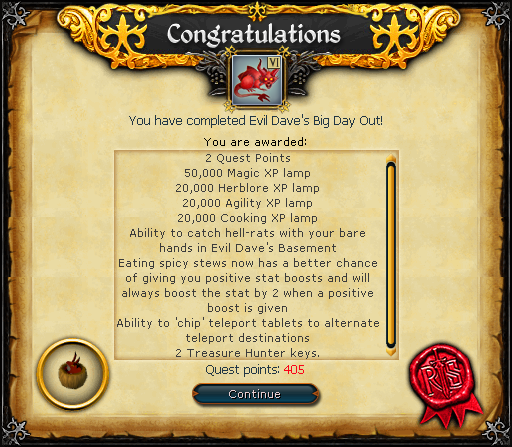 Congratulations
VI
You have completed Evil Dave's Big Day Out!
You are awarded:
2 Quest Points
50,000 Magic XP lamp
20,000 Herblore XP lamp
20,000 Agility XP lamp
20,000 Cooking XP lamp
Ability to catch hell-rats with your bare
hands in Evil Dave's Basement
Eating spicy stews now has a better chance
of giving you positive stat boosts and will
always boost the stat by 2 when a positive
boost is given
Ability to 'chip' teleport tablets to alternate
teleport destinations
2 Treasure Hunter keys.
Quest points: 405
Continue
RS